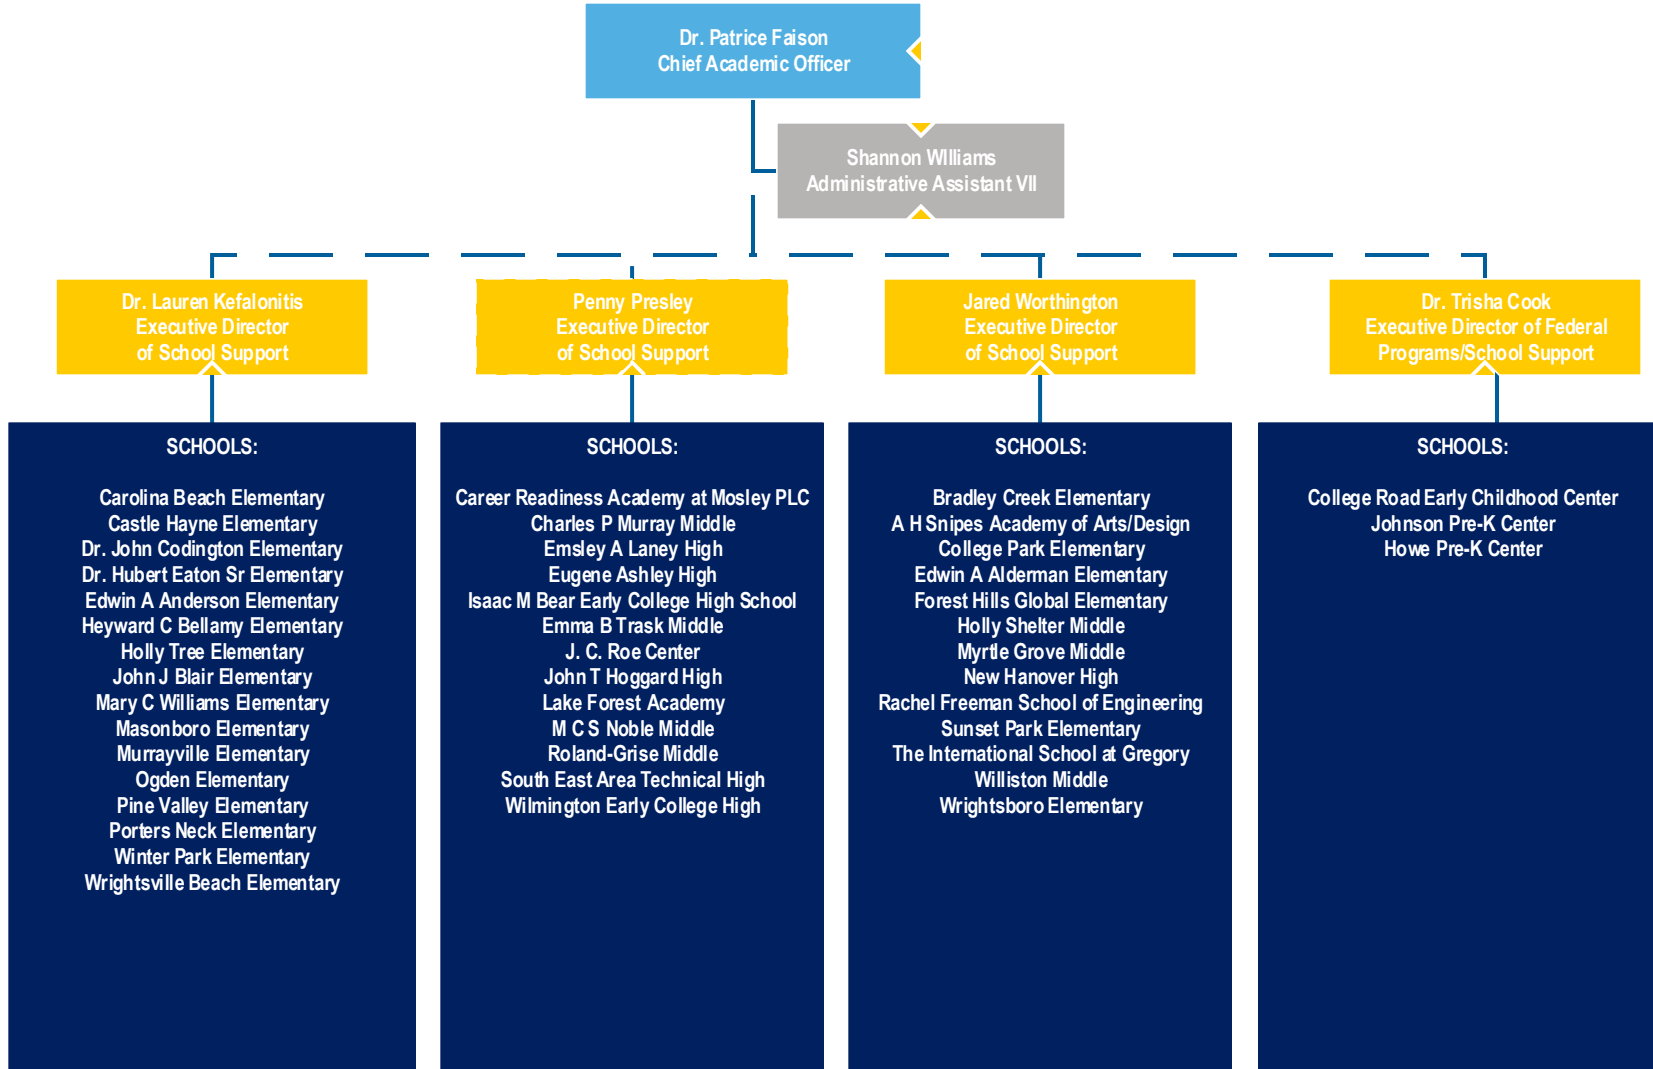 Dr. Patrice Faison
Chief Academic Officer
Shannon WIlliams
Administrative Assistant VII
Dr. Lauren Kefalonitis
Executive Director
of School Support
Penny Presley
Executive Director
of School Support
Jared Worthington
Executive Director
of School Support
Dr. Trisha Cook
Executive Director of Federal
Programs/School Support
SCHOOLS:
Carolina Beach Elementary
Castle Hayne Elementary
Dr. John Codington Elementary
Dr. Hubert Eaton Sr Elementary
Edwin A Anderson Elementary
Heyward C Bellamy Elementary
Holly Tree Elementary
John J Blair Elementary
Mary C Williams Elementary
Masonboro Elementary
Murrayville Elementary
Ogden Elementary
Pine Valley Elementary
Porters Neck Elementary
Winter Park Elementary
Wrightsville Beach Elementary
SCHOOLS:
Career Readiness Academy at Mosley PLC
Charles P Murray Middle
Emsley A Laney High
Eugene Ashley High
Isaac M Bear Early College High School
Emma B Trask Middle
J. C. Roe Center
John T Hoggard High
Lake Forest Academy
M C S Noble Middle
Roland-Grise Middle
South East Area Technical High
Wilmington Early College High
SCHOOLS:
Bradley Creek Elementary
A H Snipes Academy of Arts/Design
College Park Elementary
Edwin A Alderman Elementary
Forest Hills Global Elementary
Holly Shelter Middle
Myrtle Grove Middle
New Hanover High
Rachel Freeman School of Engineering
Sunset Park Elementary
The International School at Gregory
Williston Middle
Wrightsboro Elementary
SCHOOLS:
College Road Early Childhood Center
Johnson Pre-K Center
Howe Pre-K Center